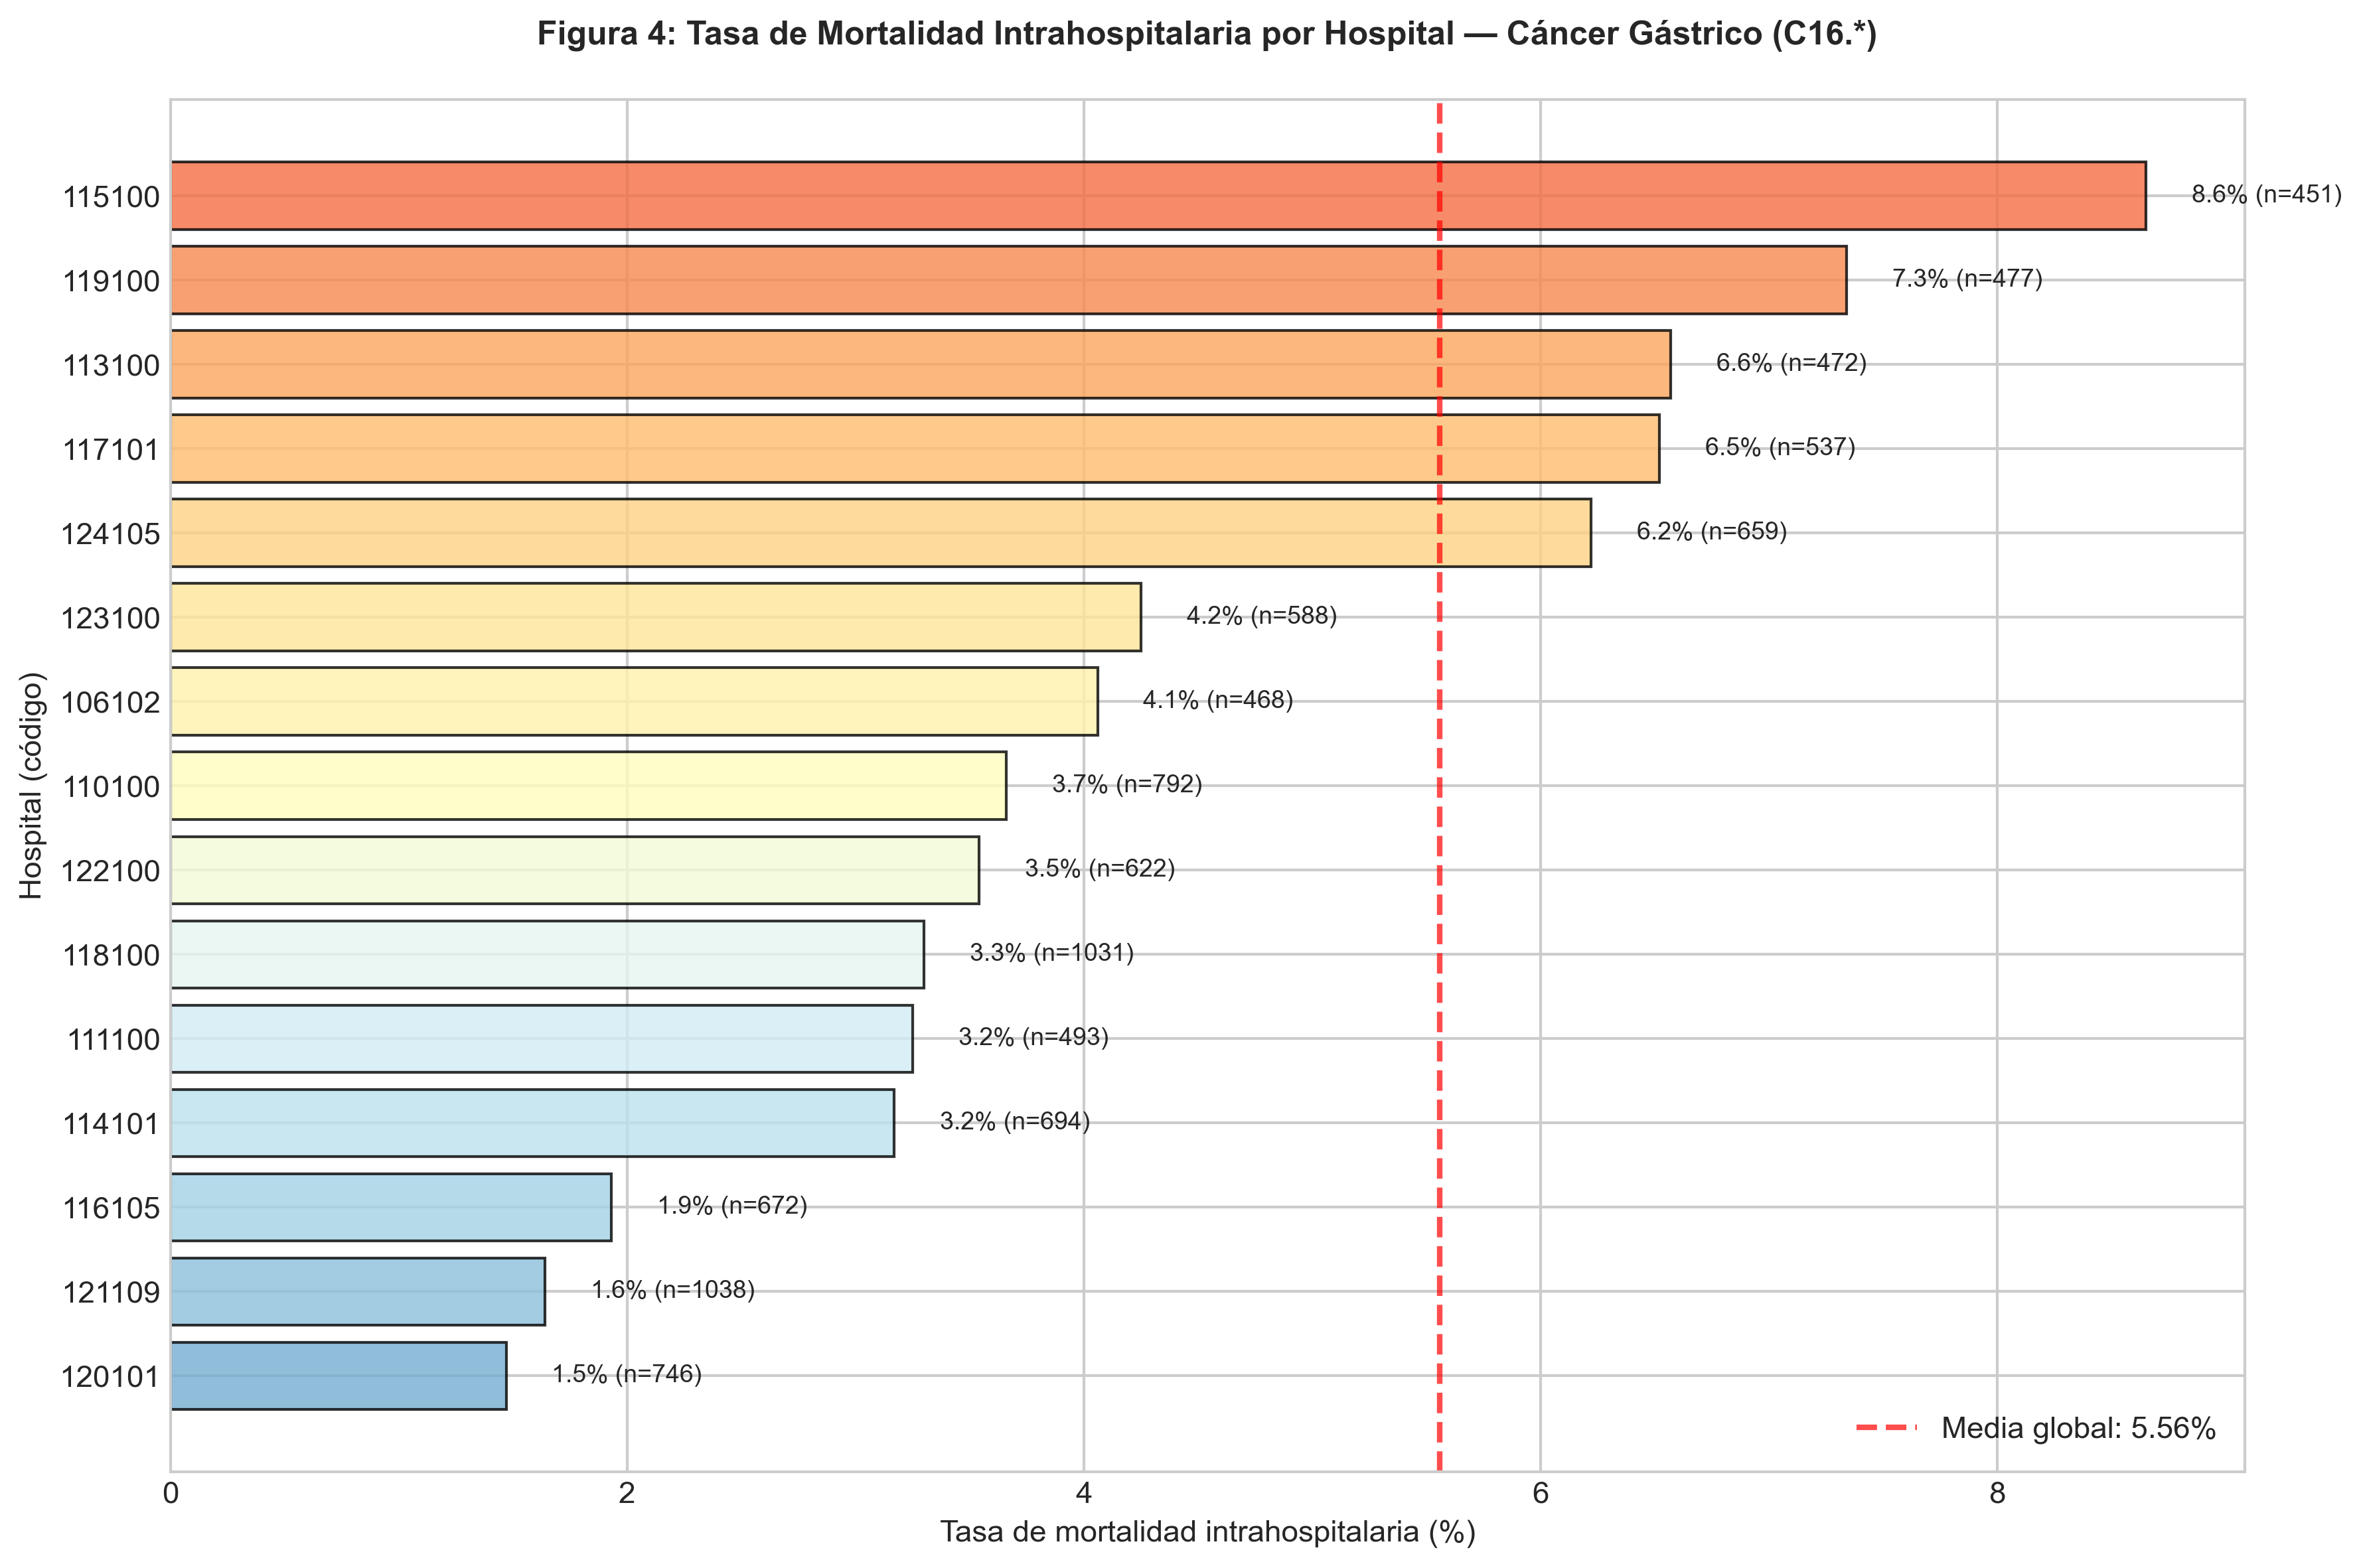 Figura 4: Tasa de Mortalidad Intrahospitalaria por Hospital — Cáncer Gástrico (C16.*)
Hospital (código)
115100 8.6% (n=451)
119100 7.3% (n=477)
113100 6.6% (n=472)
117101 6.5% (n=537)
124105 6.2% (n=659)
123100 4.2% (n=588)
106102 4.1% (n=468)
110100 3.7% (n=792)
122100 3.5% (n=622)
118100 3.3% (n=1031)
111100 3.2% (n=493)
114101 3.2% (n=694)
116105 1.9% (n=672)
121109 1.6% (n=1038)
120101 1.5% (n=746)
Media global: 5.56%
0 2 4 6 8
Tasa de mortalidad intrahospitalaria (%)